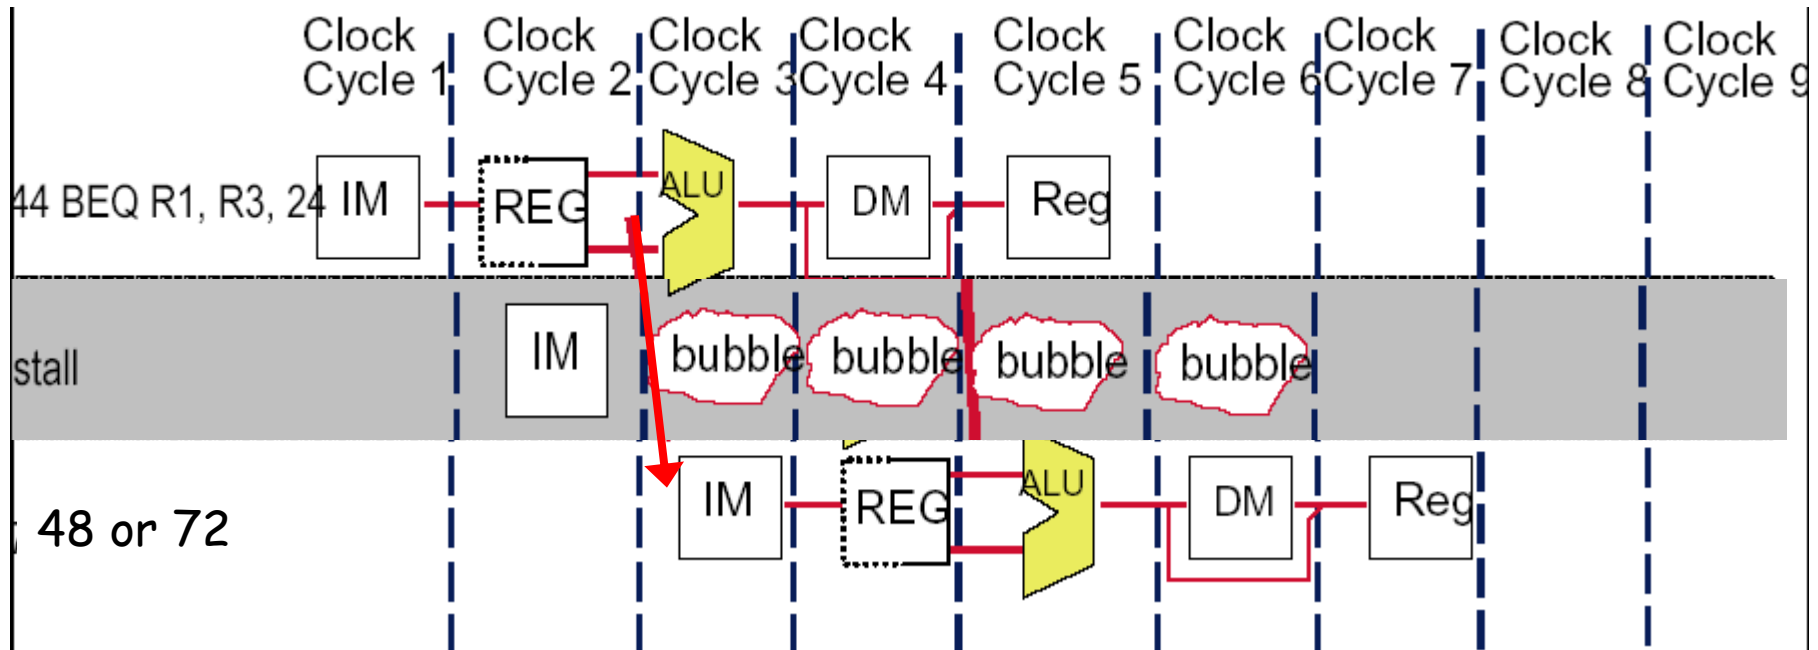 Clock Cycle 1
Clock Cycle 2
Clock Cycle 3
Clock Cycle 4
Clock Cycle 5
Clock Cycle 6
Clock Cycle 7
Clock Cycle 8
Clock Cycle 9
44 BEQ R1, R3, 24 IM REG ALU DM Reg
stall IM bubble bubble bubble bubble
48 or 72 IM REG ALU DM Reg